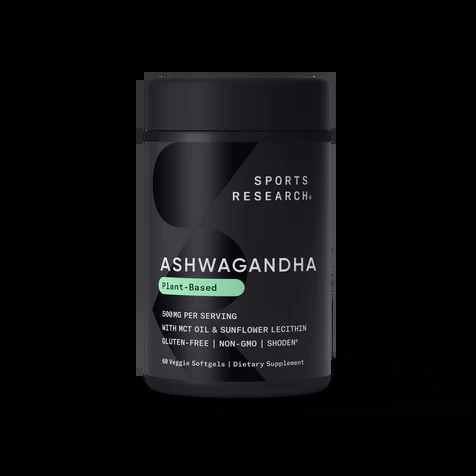 SPORTS
RESEARCH®
ASHWAGANDHA
Plant-Based
500MG PER SERVING
WITH MCT OIL & SUNFLOWER LECITHIN
GLUTEN-FREE | NON-GMO | SHODEN®
60 Veggie Softgels | Dietary Supplement